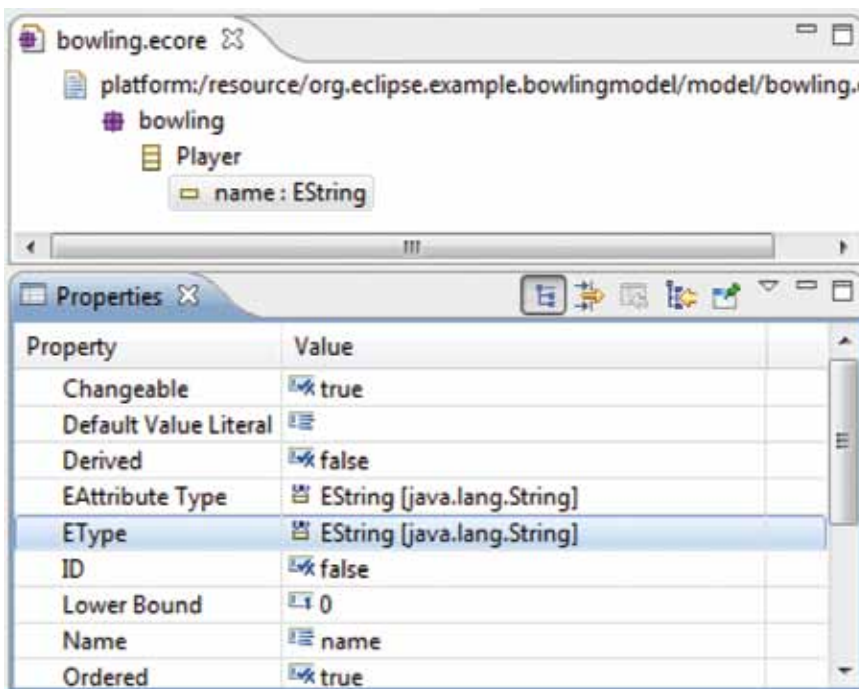 bowling.ecore
platform:/resource/org.eclipse.example.bowlingmodel/model/bowling.
bowling
Player
name : EString
Properties
Property Value
Changeable true
Default Value Literal
Derived false
EAttribute Type EString [java.lang.String]
EType EString [java.lang.String]
ID false
Lower Bound 0
Name name
Ordered true